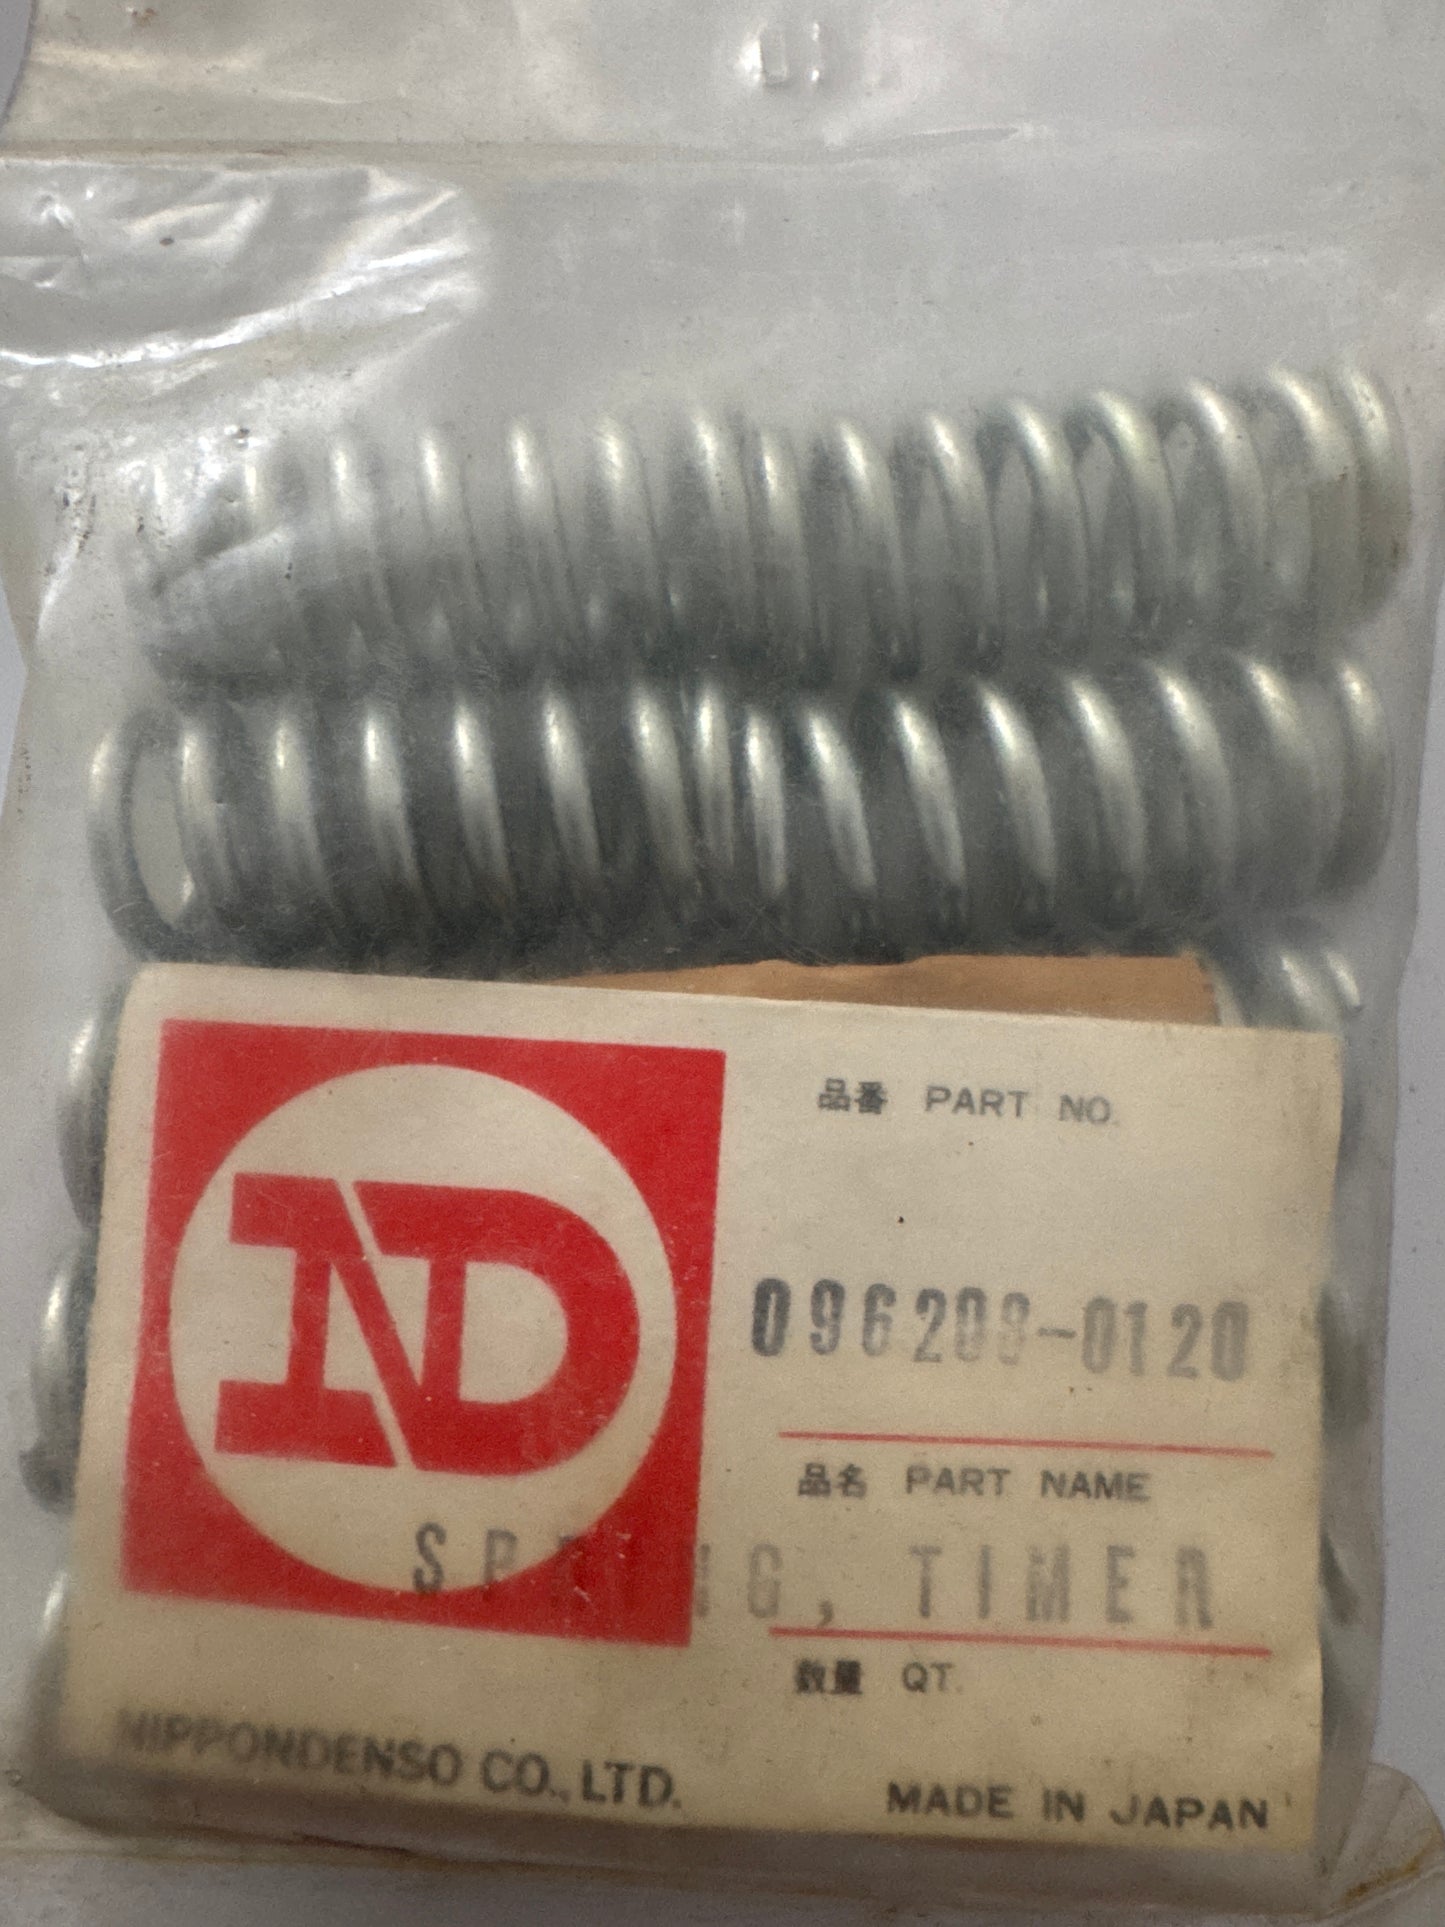 品番 PART NO.
096209-0120
品名 PART NAME
SPRING, TIMER
数量 QT.
ND
NIPPONDENSO CO., LTD.
MADE IN JAPAN